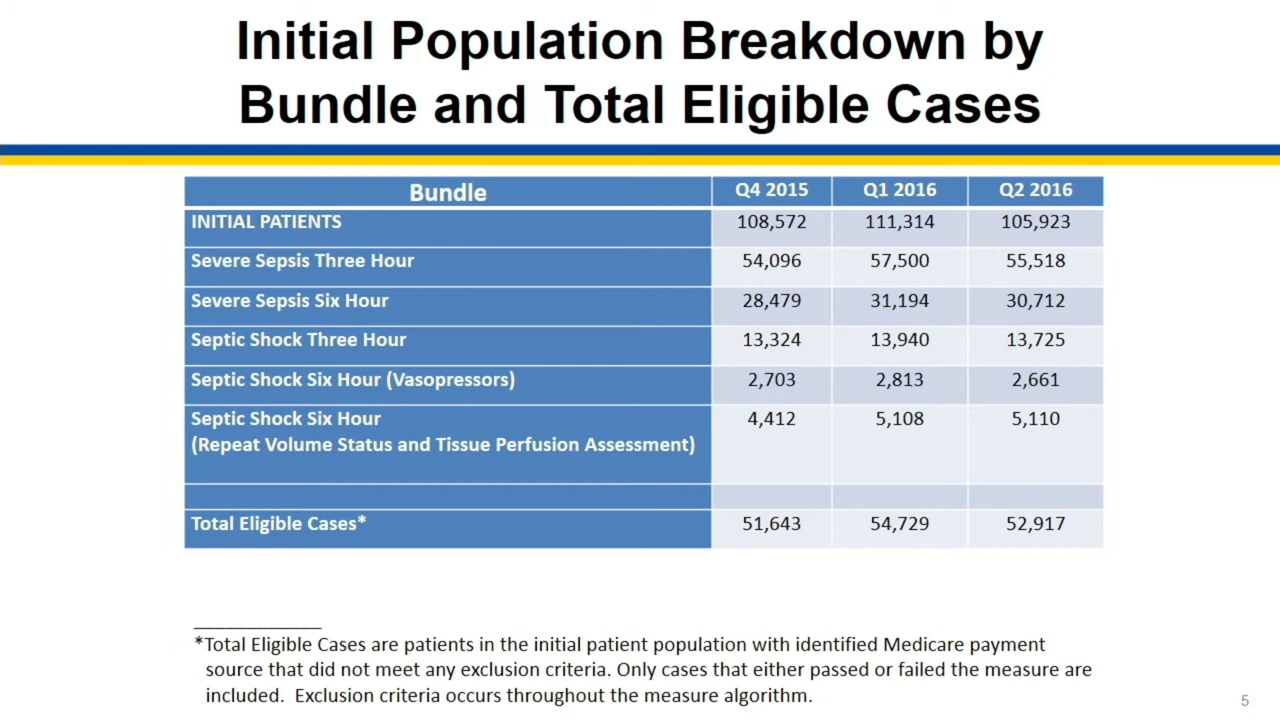 Initial Population Breakdown by
Bundle and Total Eligible Cases
Bundle Q4 2015 Q1 2016 Q2 2016
INITIAL PATIENTS 108,572 111,314 105,923
Severe Sepsis Three Hour 54,096 57,500 55,518
Severe Sepsis Six Hour 28,479 31,194 30,712
Septic Shock Three Hour 13,324 13,940 13,725
Septic Shock Six Hour (Vasopressors) 2,703 2,813 2,661
Septic Shock Six Hour 4,412 5,108 5,110
(Repeat Volume Status and Tissue Perfusion Assessment)
Total Eligible Cases* 51,643 54,729 52,917
*Total Eligible Cases are patients in the initial patient population with identified Medicare payment
source that did not meet any exclusion criteria. Only cases that either passed or failed the measure are
included.  Exclusion criteria occurs throughout the measure algorithm.
5